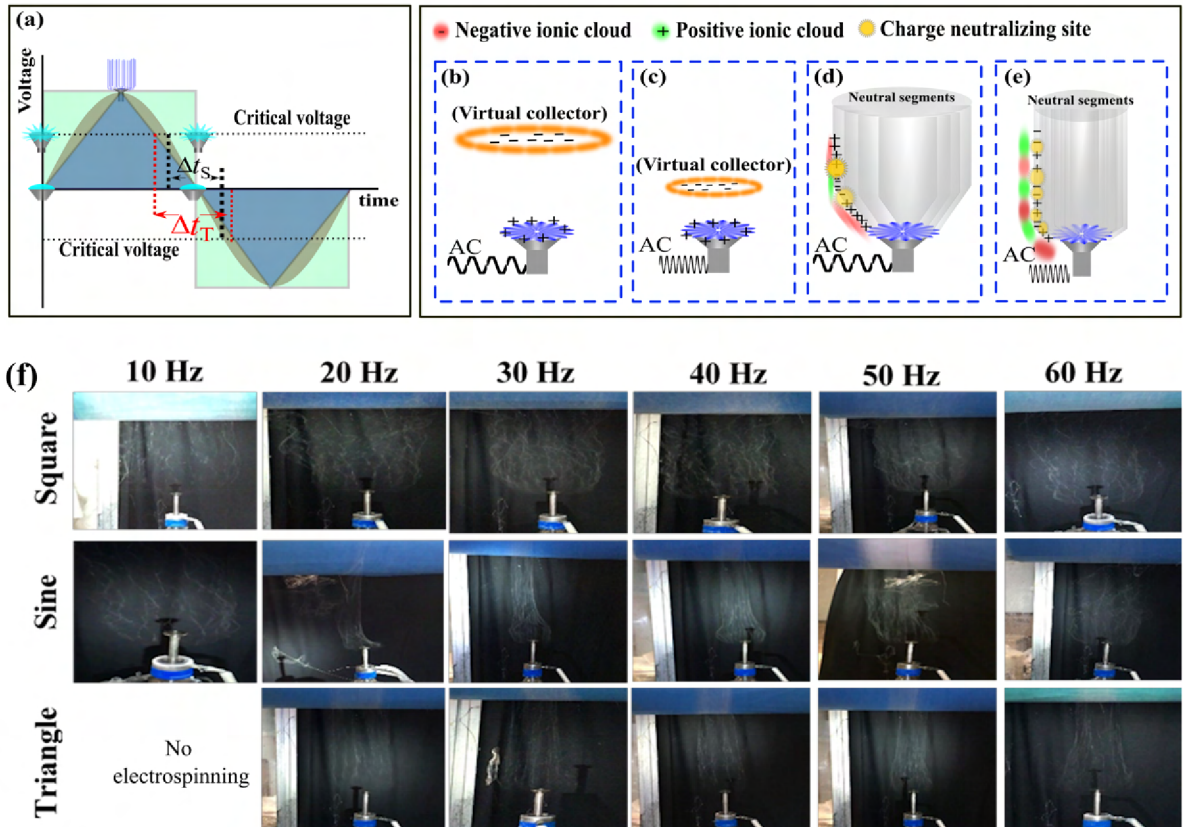 (a)
Voltage
Critical voltage
Δt_S
time
Δt_T
Critical voltage
- Negative ionic cloud + Positive ionic cloud Charge neutralizing site
(b)
(Virtual collector)
- - - - - - - -
+ + + + + + +
AC
(c)
(Virtual collector)
AC
(d)
Neutral segments
AC
(e)
Neutral segments
AC
(f)
10 Hz 20 Hz 30 Hz 40 Hz 50 Hz 60 Hz
Square
Sine
Triangle
No
electrospinning